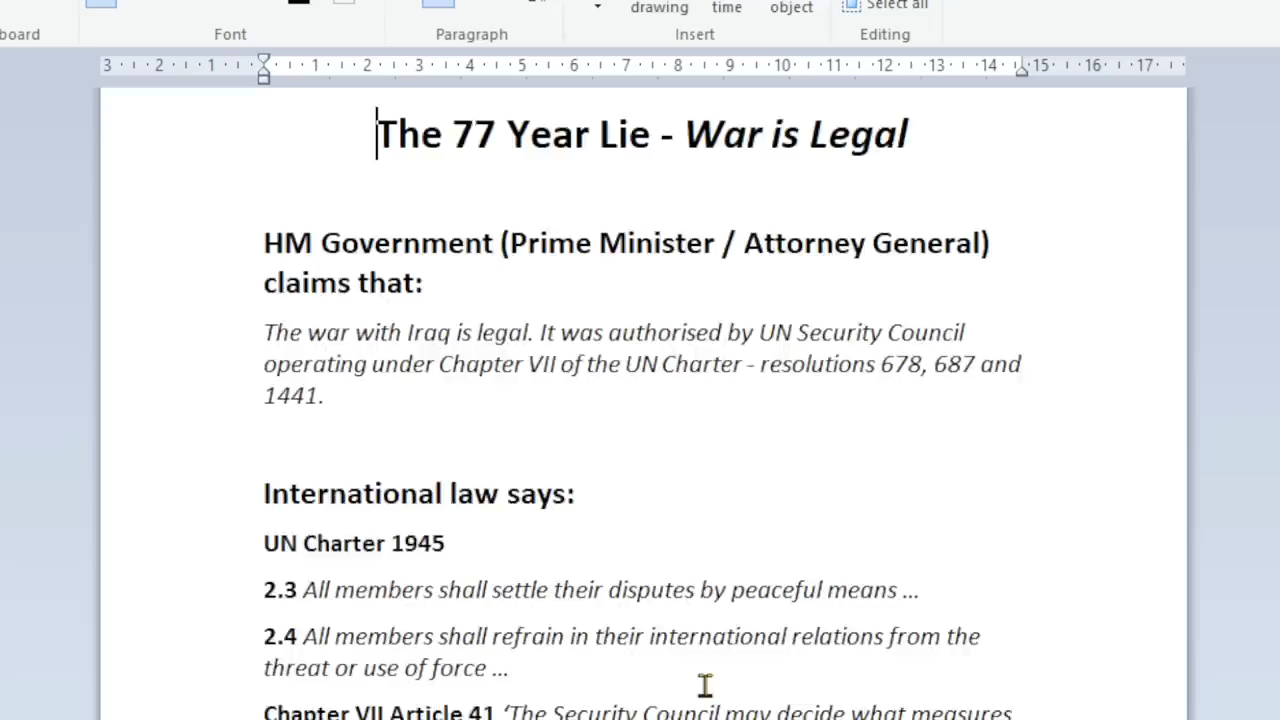 drawing time object Select all
board Font Paragraph Insert Editing
3 2 1 1 2 3 4 5 6 7 8 9 10 11 12 13 14 15 16 17
The 77 Year Lie - War is Legal
HM Government (Prime Minister / Attorney General)
claims that:
The war with Iraq is legal. It was authorised by UN Security Council
operating under Chapter VII of the UN Charter - resolutions 678, 687 and
1441.
International law says:
UN Charter 1945
2.3 All members shall settle their disputes by peaceful means ...
2.4 All members shall refrain in their international relations from the
threat or use of force ...
Chapter VII Article 41 ‘The Security Council may decide what measures